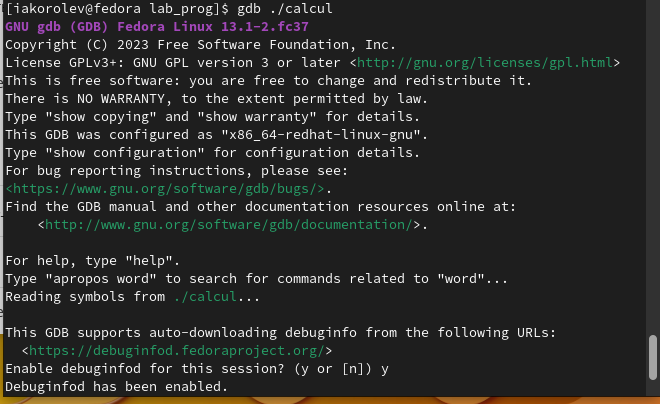 [iakorolev@fedora lab_prog]$ gdb ./calcul
GNU gdb (GDB) Fedora Linux 13.1-2.fc37
Copyright (C) 2023 Free Software Foundation, Inc.
License GPLv3+: GNU GPL version 3 or later <http://gnu.org/licenses/gpl.html>
This is free software: you are free to change and redistribute it.
There is NO WARRANTY, to the extent permitted by law.
Type "show copying" and "show warranty" for details.
This GDB was configured as "x86_64-redhat-linux-gnu".
Type "show configuration" for configuration details.
For bug reporting instructions, please see:
<https://www.gnu.org/software/gdb/bugs/>.
Find the GDB manual and other documentation resources online at:
<http://www.gnu.org/software/gdb/documentation/>.
For help, type "help".
Type "apropos word" to search for commands related to "word"...
Reading symbols from ./calcul...
This GDB supports auto-downloading debuginfo from the following URLs:
<https://debuginfod.fedoraproject.org/>
Enable debuginfod for this session? (y or [n]) y
Debuginfod has been enabled.